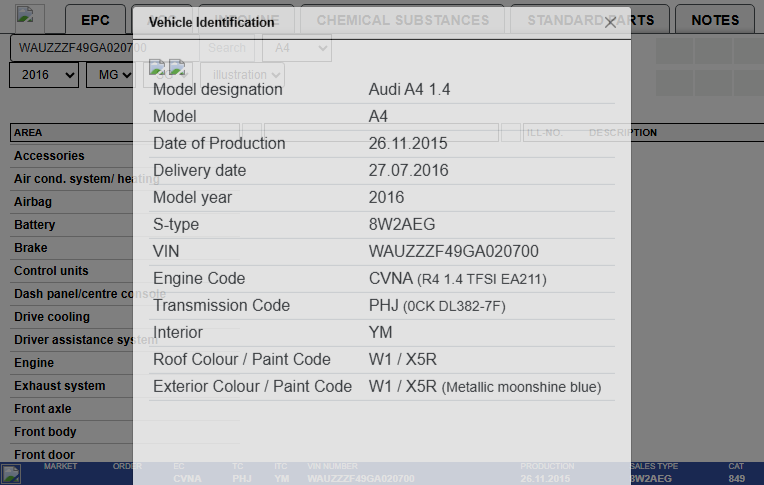 EPC
CHEMICAL SUBSTANCES
STANDARD PARTS
NOTES
Vehicle Identification
WAUZZZF49GA020700
Search
A4
2016
MG
illustration
Model designation Audi A4 1.4
Model A4
Date of Production 26.11.2015
Delivery date 27.07.2016
Model year 2016
S-type 8W2AEG
VIN WAUZZZF49GA020700
Engine Code CVNA (R4 1.4 TFSI EA211)
Transmission Code PHJ (0CK DL382-7F)
Interior YM
Roof Colour / Paint Code W1 / X5R
Exterior Colour / Paint Code W1 / X5R (Metallic moonshine blue)
AREA
ILL-NO. DESCRIPTION
Accessories
Air cond. system/ heating
Airbag
Battery
Brake
Control units
Dash panel/centre console
Drive cooling
Driver assistance system
Engine
Exhaust system
Front axle
Front body
Front door
MARKET ORDER EC TC ITC VIN NUMBER PRODUCTION SALES TYPE CAT
CVNA PHJ YM WAUZZZF49GA020700 26.11.2015 8W2AEG 849